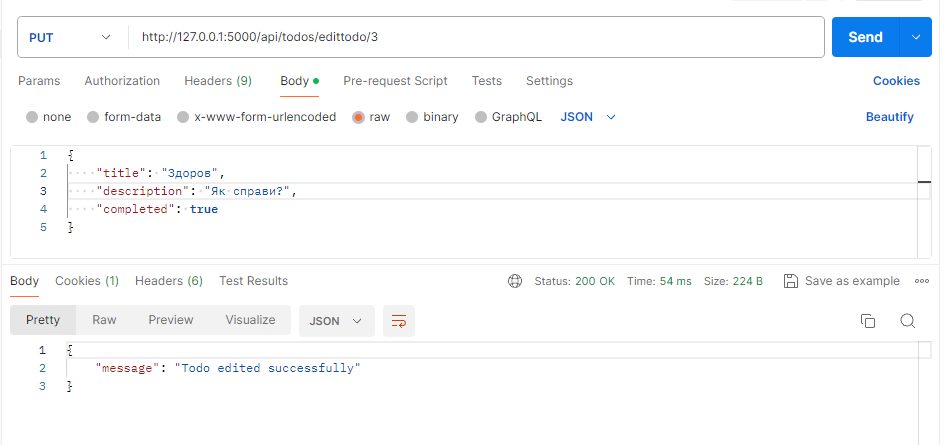 PUT http://127.0.0.1:5000/api/todos/edittodo/3 Send
Params Authorization Headers (9) Body Pre-request Script Tests Settings Cookies
none form-data x-www-form-urlencoded raw binary GraphQL JSON Beautify
1 {
2 "title": "Здоров",
3 "description": "Як справи?",
4 "completed": true
5 }
Body Cookies (1) Headers (6) Test Results Status: 200 OK Time: 54 ms Size: 224 B Save as example
Pretty Raw Preview Visualize JSON
1 {
2 "message": "Todo edited successfully"
3 }